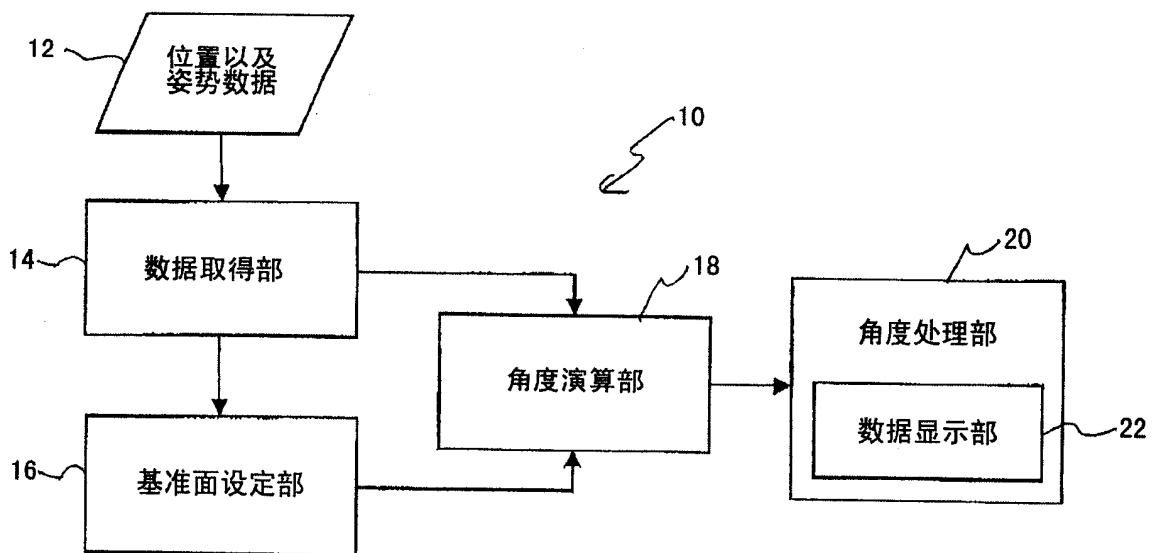 12
位置以及
姿势数据
10
14
数据取得部
18
20
角度处理部
角度演算部
数据显示部
22
16
基准面设定部